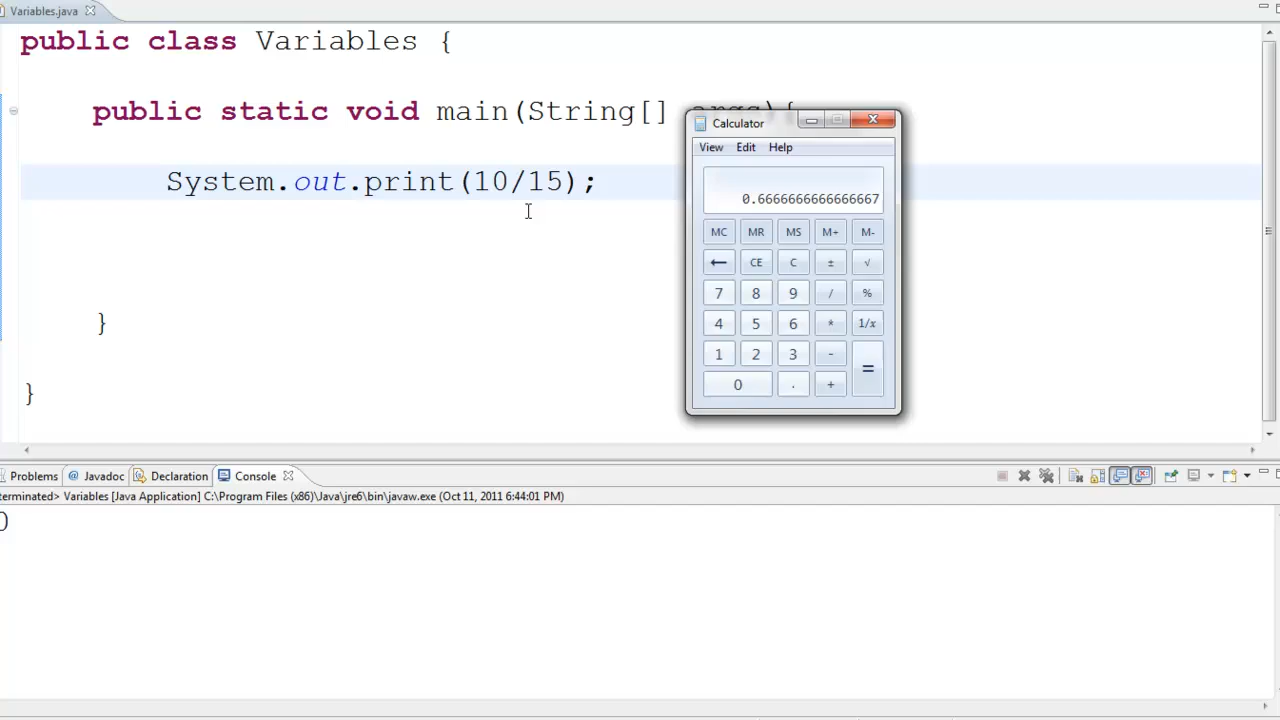 Variables.java
public class Variables {
public static void main(String[] args){
System.out.print(10/15);
}
}
Calculator
View Edit Help
0.6666666666666667
MC MR MS M+ M-
← CE C ± √
7 8 9 / %
4 5 6 * 1/x
1 2 3 - =
0 . +
Problems @ Javadoc Declaration Console
terminated> Variables [Java Application] C:\Program Files (x86)\Java\jre6\bin\javaw.exe (Oct 11, 2011 6:44:01 PM)
0